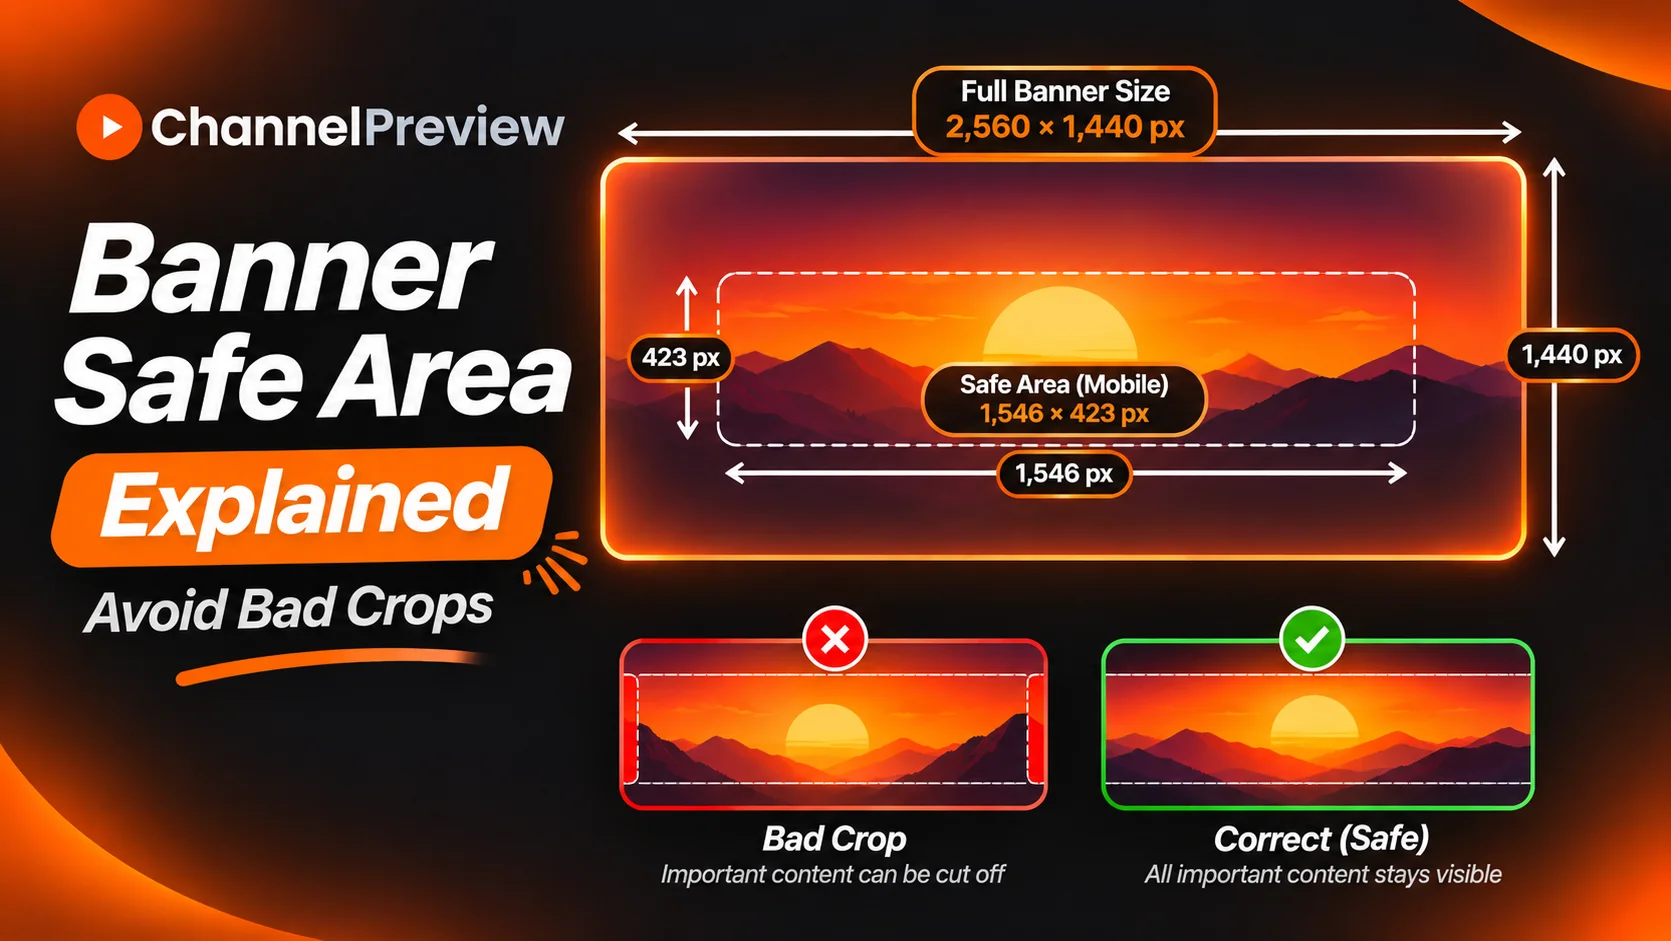 ChannelPreview
Banner
Safe Area
Explained
Avoid Bad Crops
Full Banner Size
2,560 × 1,440 px
423 px
1,440 px
Safe Area (Mobile)
1,546 × 423 px
1,546 px
Bad Crop
Important content can be cut off
Correct (Safe)
All important content stays visible